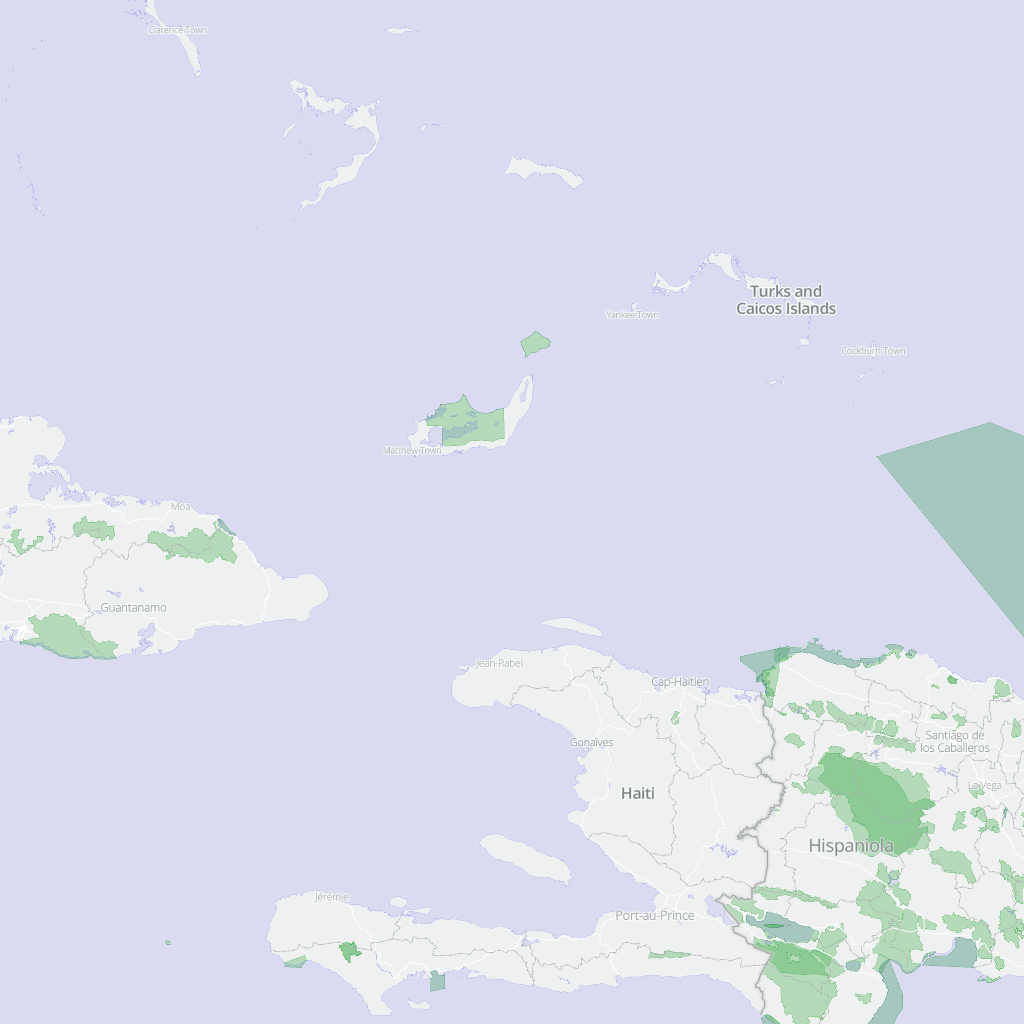 Clarence Town
Turks and
Caicos Islands
Yankee Town
Cockburn Town
Matthew Town
Moa
Guantanamo
Jean-Rabel
Cap-Haïtien
Gonaïves
Santiago de
los Caballeros
Haiti
La Vega
Hispaniola
Jérémie
Port-au-Prince